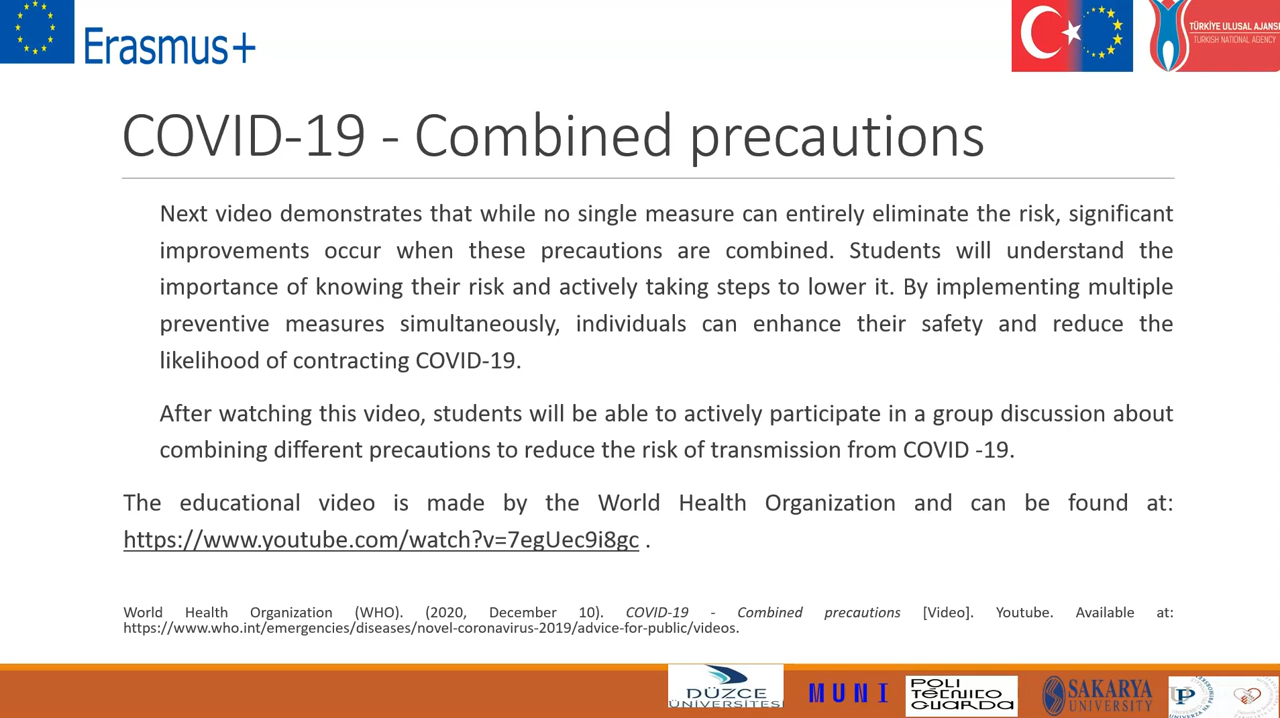 Erasmus+
TÜRKİYE ULUSAL AJANSI
TURKISH NATIONAL AGENCY
COVID-19 - Combined precautions
Next video demonstrates that while no single measure can entirely eliminate the risk, significant
improvements occur when these precautions are combined. Students will understand the
importance of knowing their risk and actively taking steps to lower it. By implementing multiple
preventive measures simultaneously, individuals can enhance their safety and reduce the
likelihood of contracting COVID-19.
After watching this video, students will be able to actively participate in a group discussion about
combining different precautions to reduce the risk of transmission from COVID -19.
The educational video is made by the World Health Organization and can be found at:
https://www.youtube.com/watch?v=7egUec9i8gc .
World Health Organization (WHO). (2020, December 10). COVID-19 - Combined precautions [Video]. Youtube. Available at:
https://www.who.int/emergencies/diseases/novel-coronavirus-2019/advice-for-public/videos.
DÜZCE
ÜNİVERSİTESİ
MUNI
POLI
TÉCNICO
GUARDA
SAKARYA
UNIVERSITY